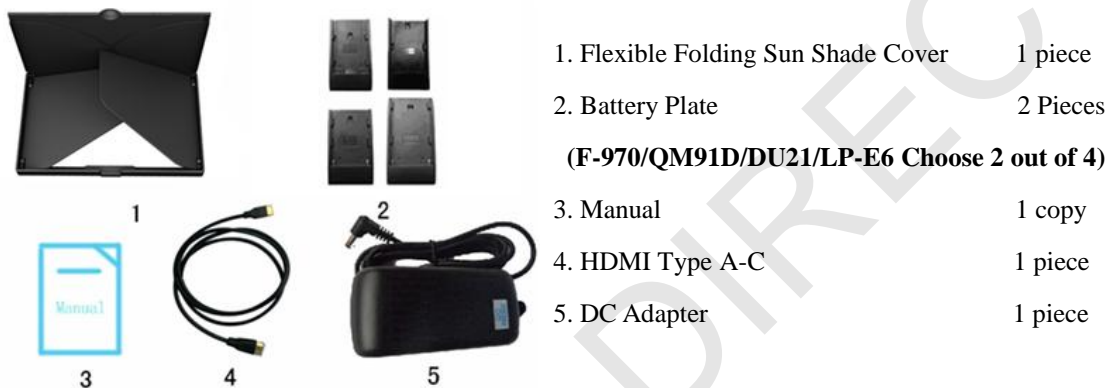 1. Flexible Folding Sun Shade Cover 1 piece
2. Battery Plate 2 Pieces
(F-970/QM91D/DU21/LP-E6 Choose 2 out of 4)
3. Manual 1 copy
4. HDMI Type A-C 1 piece
5. DC Adapter 1 piece
1
2
Manual
3
4
5
DIREC